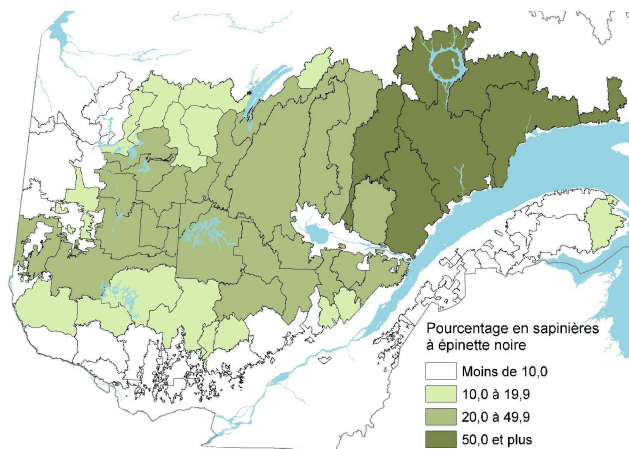 Pourcentage en sapinières
à épinette noire
Moins de 10,0
10,0 à 19,9
20,0 à 49,9
50,0 et plus